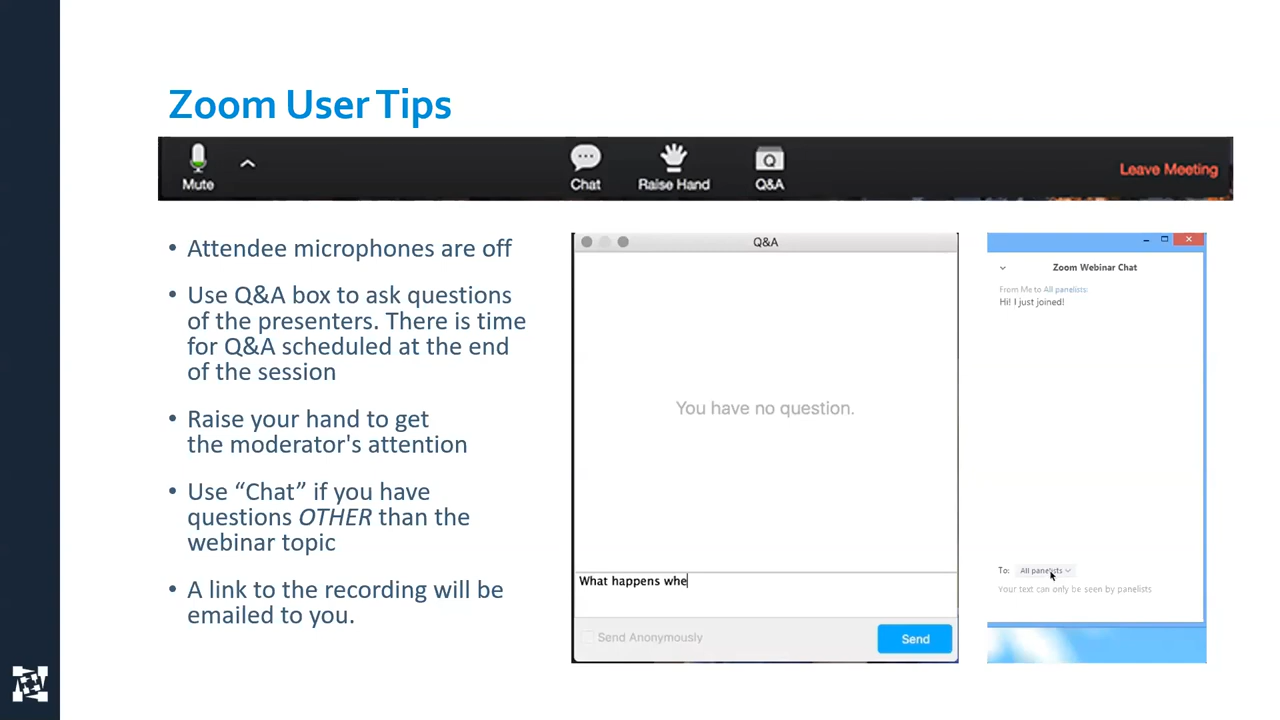 Zoom User Tips
Mute
Chat
Raise Hand
Q
Q&A
Leave Meeting
• Attendee microphones are off
• Use Q&A box to ask questions
of the presenters. There is time
for Q&A scheduled at the end
of the session
• Raise your hand to get
the moderator's attention
• Use “Chat” if you have
questions OTHER than the
webinar topic
• A link to the recording will be
emailed to you.
Q&A
You have no question.
What happens whe
Send Anonymously
Send
Zoom Webinar Chat
From Me to All panelists:
Hi! I just joined!
To: All panelists
Your text can only be seen by panelists